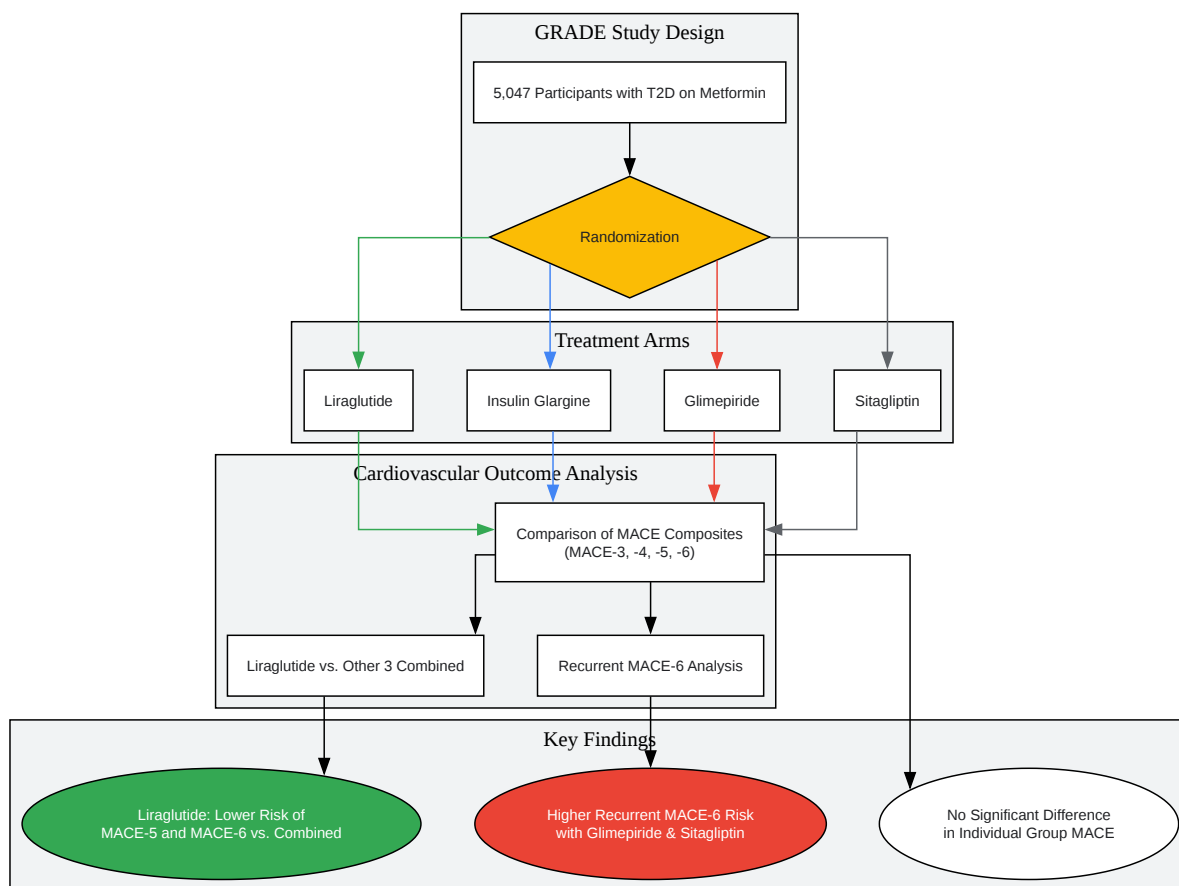 GRADE Study Design
5,047 Participants with T2D on Metformin
Randomization
Treatment Arms
Liraglutide
Insulin Glargine
Glimepiride
Sitagliptin
Cardiovascular Outcome Analysis
Comparison of MACE Composites
(MACE-3, -4, -5, -6)
Liraglutide vs. Other 3 Combined
Recurrent MACE-6 Analysis
Key Findings
Liraglutide: Lower Risk of
MACE-5 and MACE-6 vs. Combined
Higher Recurrent MACE-6 Risk
with Glimepiride & Sitagliptin
No Significant Difference
in Individual Group MACE